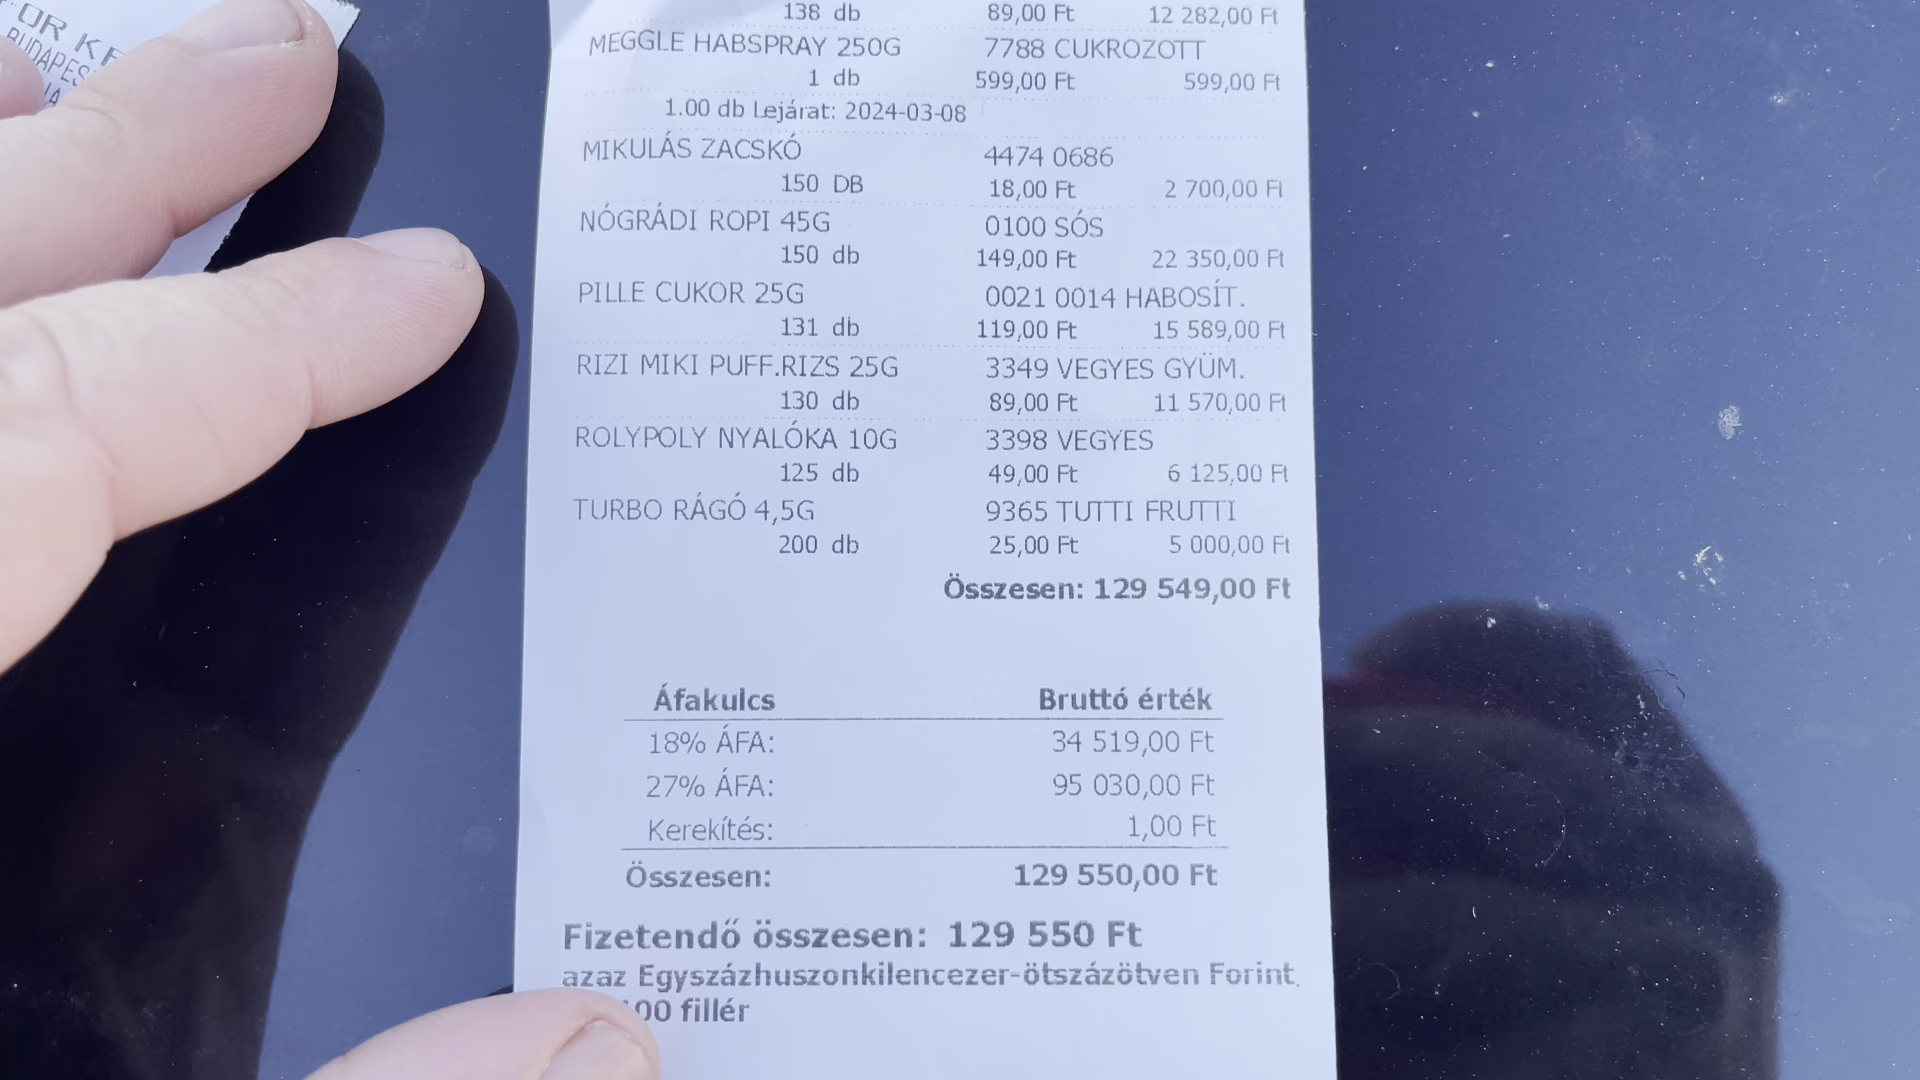 OR KF
BUDAPES
138 db 89,00 Ft 12 282,00 Ft
MEGGLE HABSPRAY 250G 7788 CUKROZOTT
1 db 599,00 Ft 599,00 Ft
1.00 db Lejárat: 2024-03-08
MIKULÁS ZACSKÓ 4474 0686
150 DB 18,00 Ft 2 700,00 Ft
NÓGRÁDI ROPI 45G 0100 SÓS
150 db 149,00 Ft 22 350,00 Ft
PILLE CUKOR 25G 0021 0014 HABOSÍT.
131 db 119,00 Ft 15 589,00 Ft
RIZI MIKI PUFF.RIZS 25G 3349 VEGYES GYÜM.
130 db 89,00 Ft 11 570,00 Ft
ROLYPOLY NYALÓKA 10G 3398 VEGYES
125 db 49,00 Ft 6 125,00 Ft
TURBO RÁGÓ 4,5G 9365 TUTTI FRUTTI
200 db 25,00 Ft 5 000,00 Ft
Összesen: 129 549,00 Ft
Áfakulcs Bruttó érték
18% ÁFA: 34 519,00 Ft
27% ÁFA: 95 030,00 Ft
Kerekítés: 1,00 Ft
Összesen: 129 550,00 Ft
Fizetendő összesen: 129 550 Ft
azaz Egyszázhuszonkilencezer-ötszázötven Forint,
00 fillér